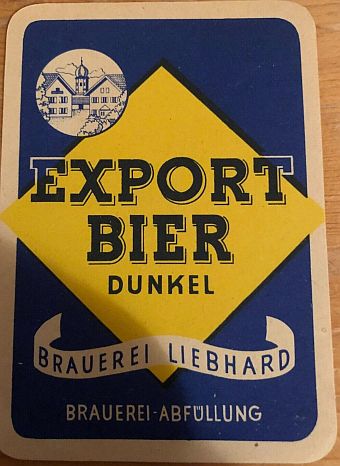 EXPORT
BIER
DUNKEL
BRAUEREI LIEBHARD
BRAUEREI-ABFÜLLUNG